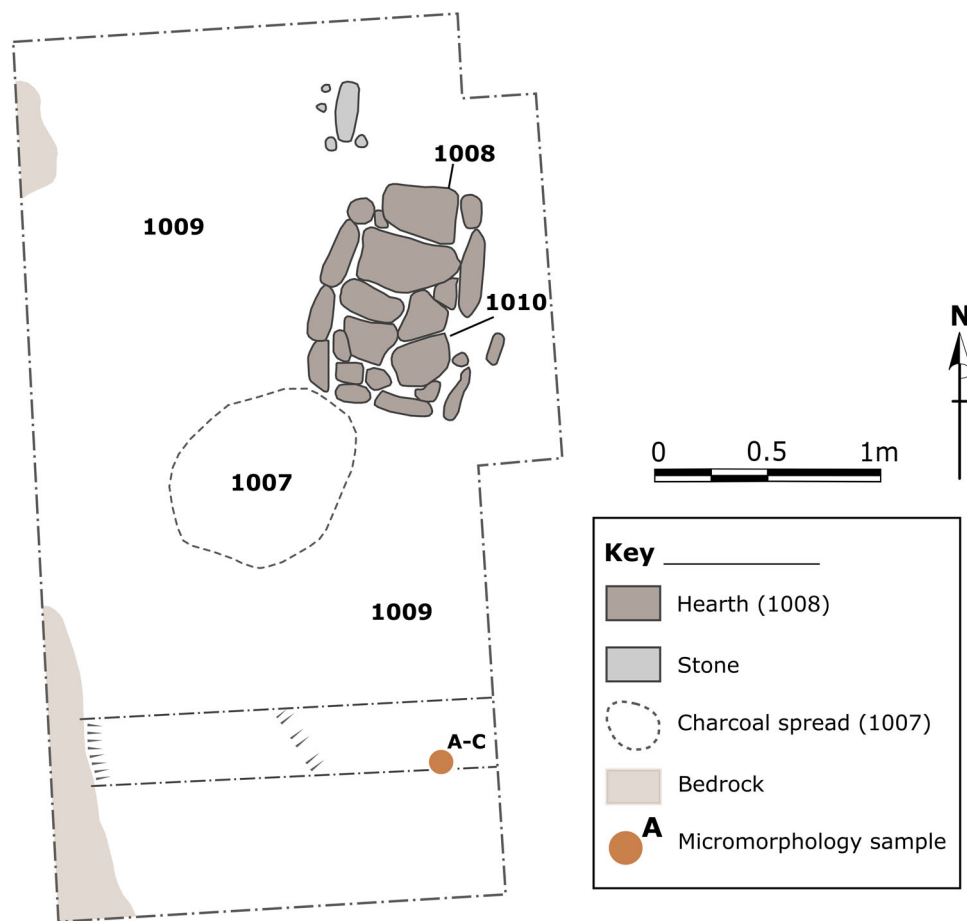 1008
1009
1010
N
0 0.5 1m
1007
Key
Hearth (1008)
1009
Stone
Charcoal spread (1007)
A-C
Bedrock
A Micromorphology sample